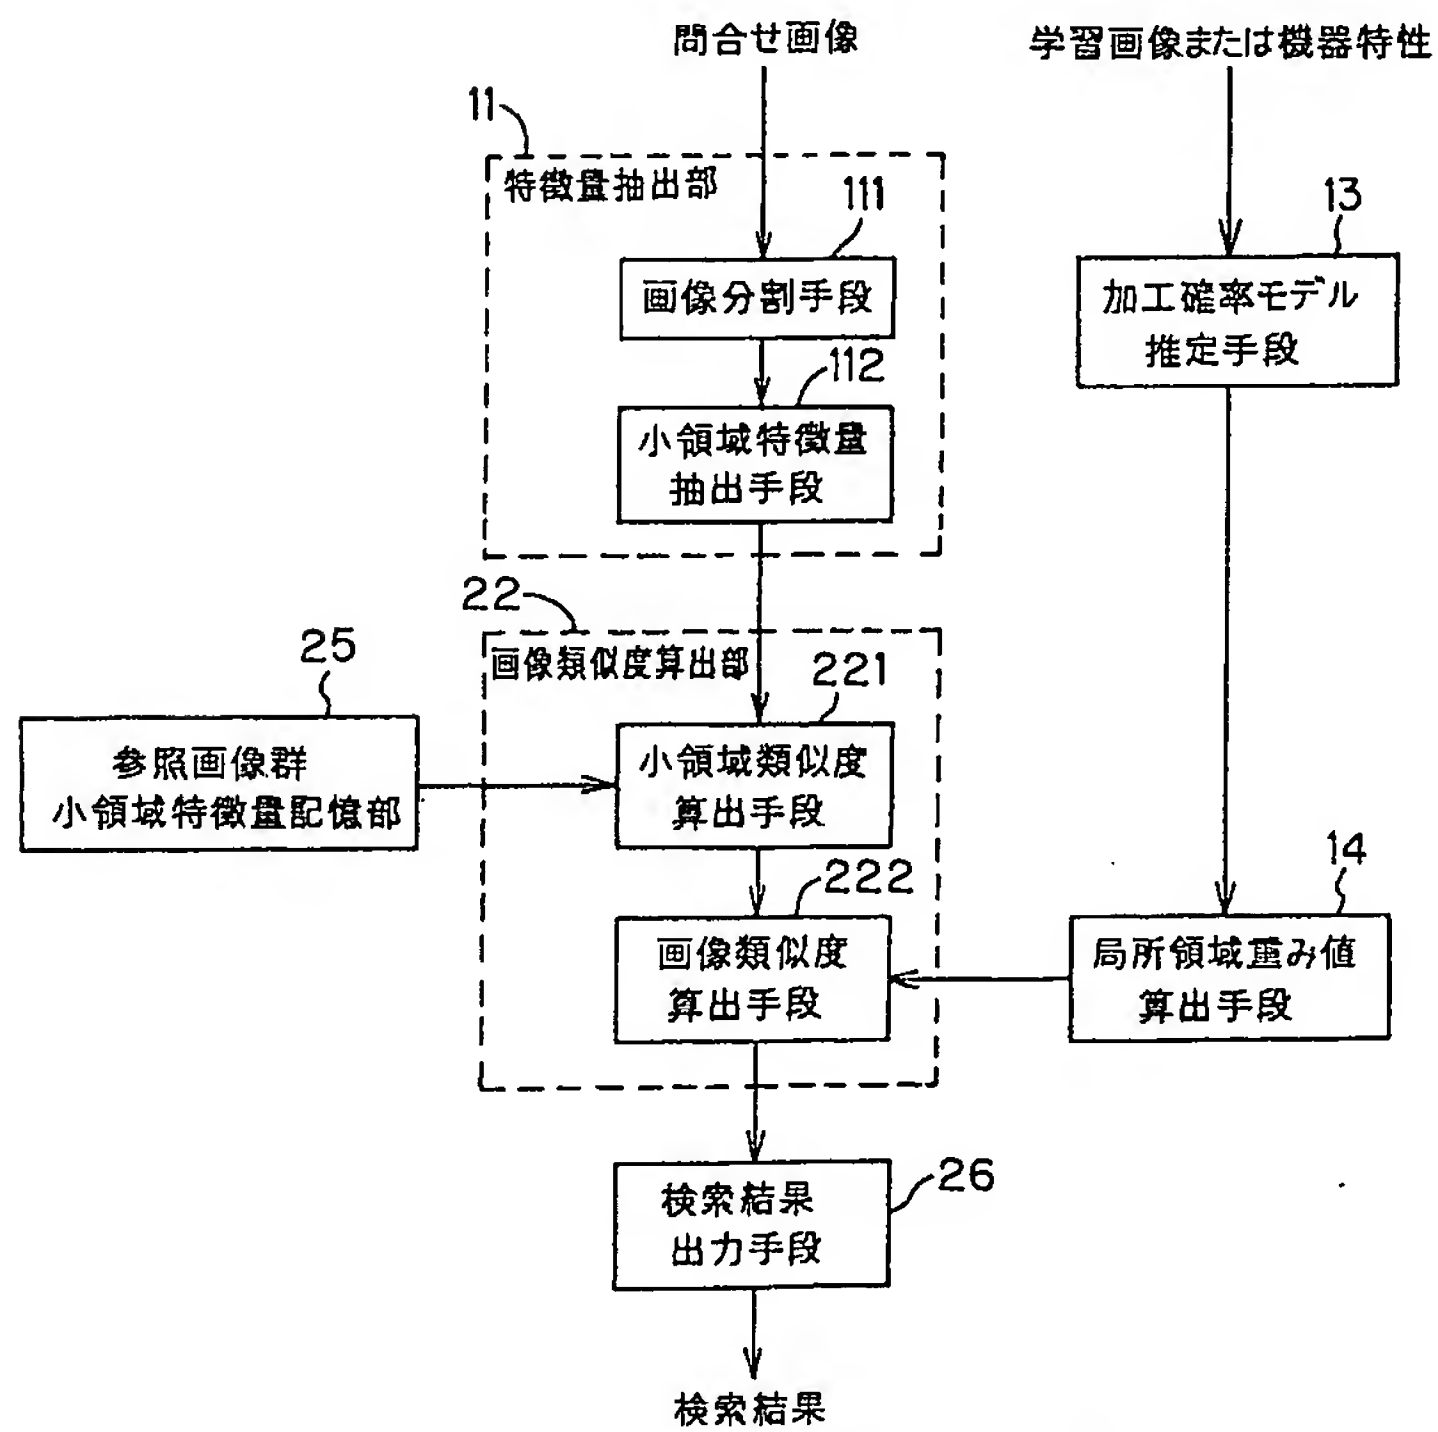 問合せ画像
学習画像または機器特性
11
特徴量抽出部
111
13
画像分割手段
加工確率モデル
推定手段
112
小領域特徴量
抽出手段
22
画像類似度算出部
25
221
参照画像群
小領域特徴量記憶部
小領域類似度
算出手段
222
14
画像類似度
算出手段
局所領域重み値
算出手段
26
検索結果
出力手段
検索結果